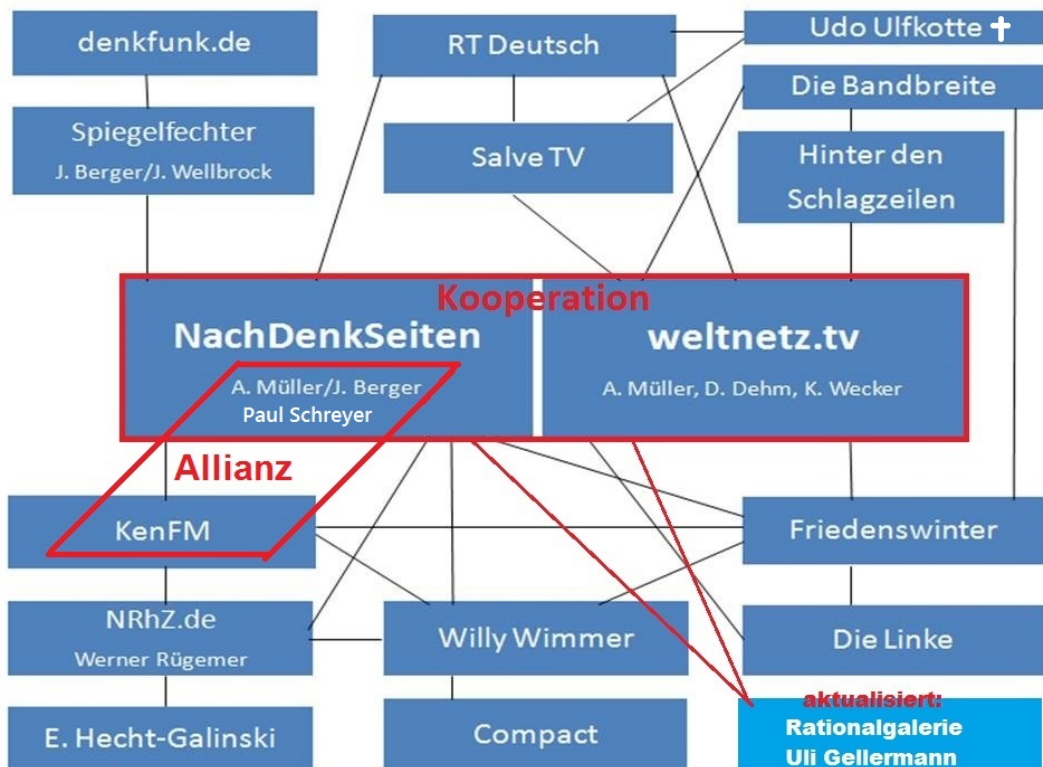 denkfunk.de
RT Deutsch
Udo Ulfkotte ✝
Die Bandbreite
Spiegelfechter
J. Berger/J. Wellbrock
Salve TV
Hinter den
Schlagzeilen
Kooperation
NachDenkSeiten
A. Müller/J. Berger
Paul Schreyer
weltnetz.tv
A. Müller, D. Dehm, K. Wecker
Allianz
KenFM
Friedenswinter
NRhZ.de
Werner Rügemer
Willy Wimmer
Die Linke
E. Hecht-Galinski
Compact
aktualisiert:
Rationalgalerie
Uli Gellermann